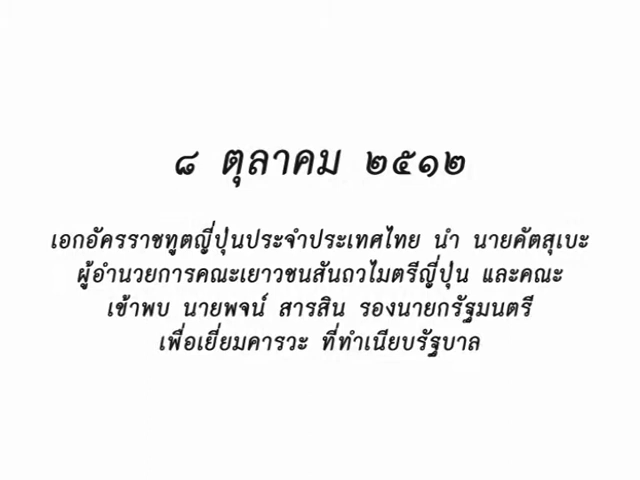 ๘ ตุลาคม ๒๕๑๒
เอกอัครราชทูตญี่ปุ่นประจำประเทศไทย นำ นายคัตสุเบะ
ผู้อำนวยการคณะเยาวชนสันถวไมตรีญี่ปุ่น และคณะ
เข้าพบ นายพจน์ สารสิน รองนายกรัฐมนตรี
เพื่อเยี่ยมคารวะ ที่ทำเนียบรัฐบาล